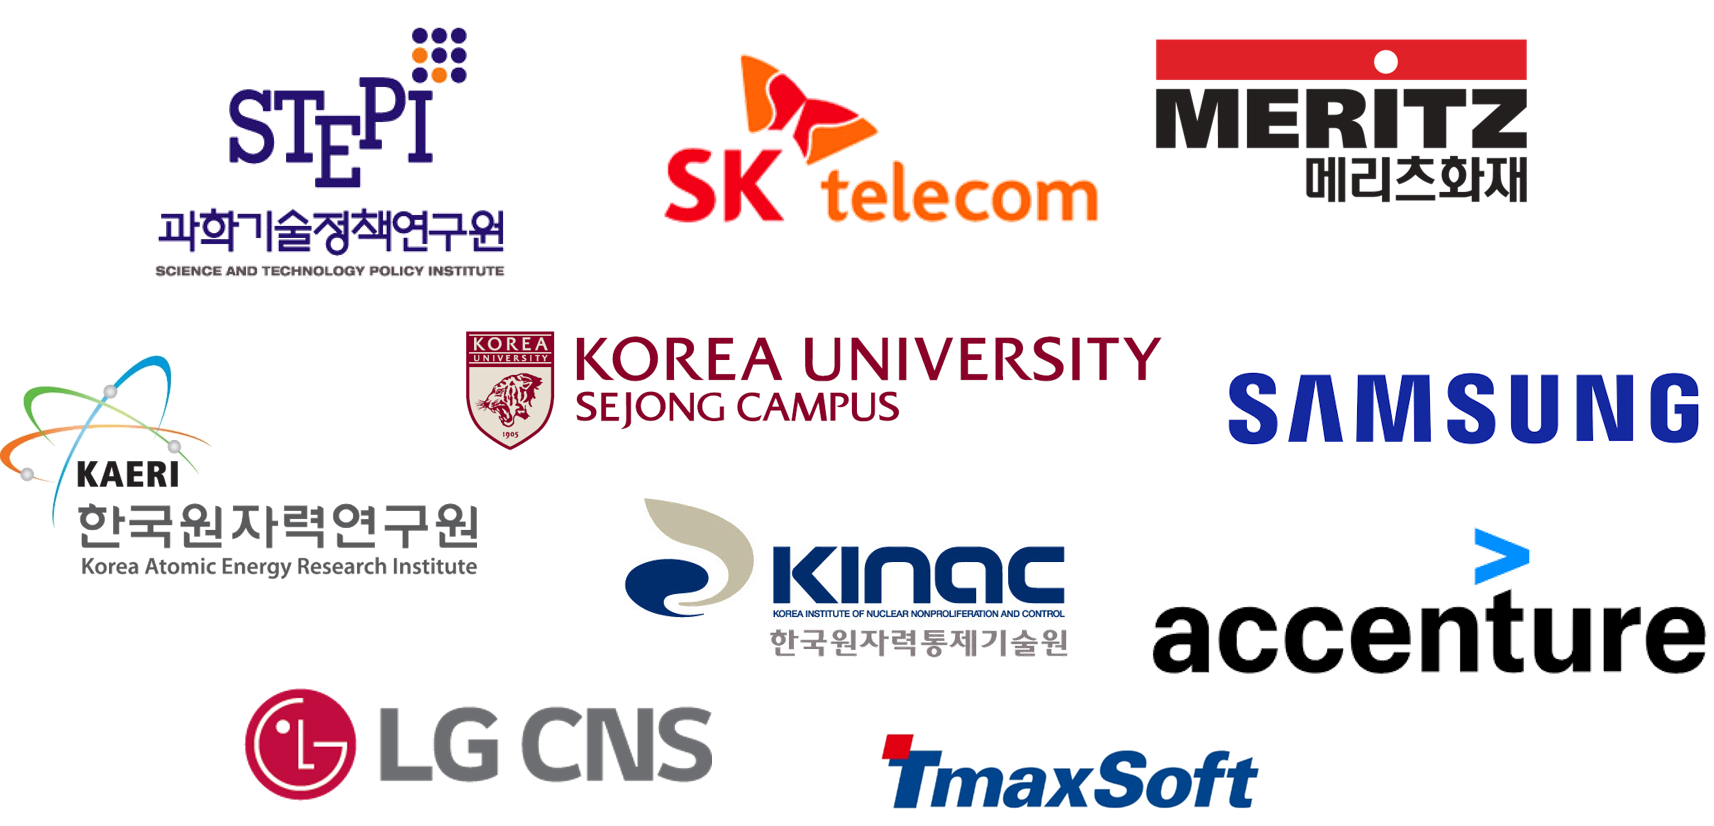 STEPI
과학기술정책연구원
SCIENCE AND TECHNOLOGY POLICY INSTITUTE
SK telecom
MERITZ
메리츠화재
KAERI
한국원자력연구원
Korea Atomic Energy Research Institute
KOREA
UNIVERSITY
1905
KOREA UNIVERSITY
SEJONG CAMPUS
SAMSUNG
KINAC
KOREA INSTITUTE OF NUCLEAR NONPROLIFERATION AND CONTROL
한국원자력통제기술원
>
accenture
LG CNS
TmaxSoft